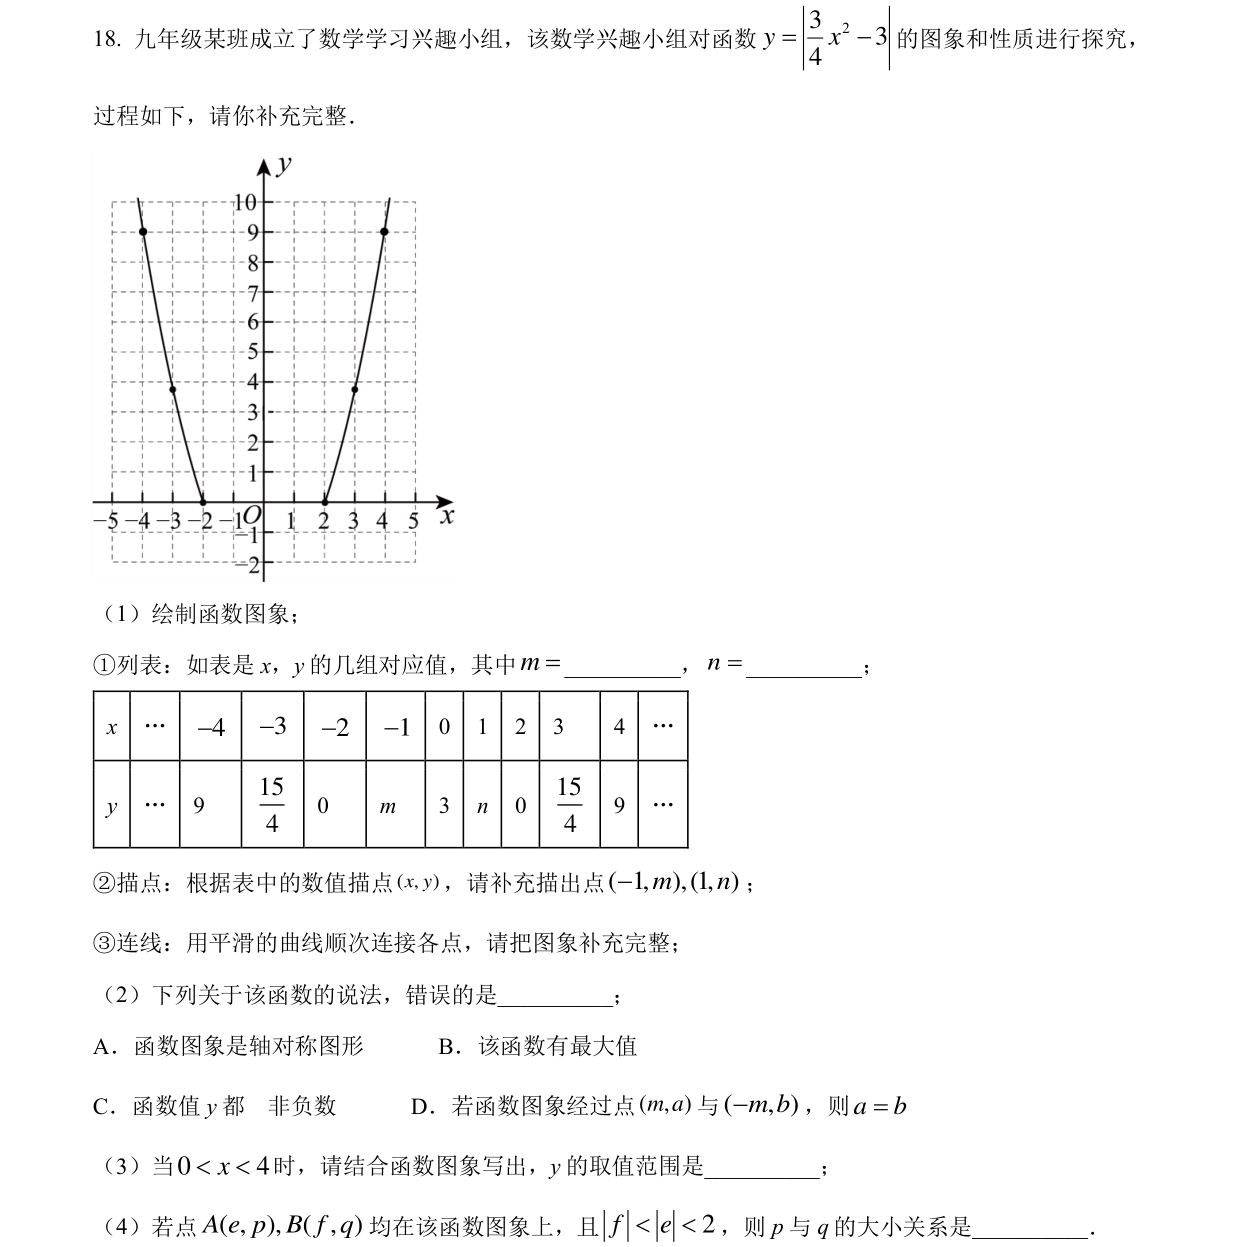 18. 九年级某班成立了数学学习兴趣小组，该数学兴趣小组对函数 y = |3/4 x² − 3| 的图象和性质进行探究，
过程如下，请你补充完整．
y
10
9
8
7
6
5
4
3
2
1
−5 −4 −3 −2 −1 O 1 2 3 4 5 x
−1
−2
（1）绘制函数图象；
①列表：如表是 x，y 的几组对应值，其中 m = __________， n = __________；
x … −4 −3 −2 −1 0 1 2 3 4 …
y … 9 15/4 0 m 3 n 0 15/4 9 …
②描点：根据表中的数值描点 (x, y)，请补充描出点 (−1, m), (1, n)；
③连线：用平滑的曲线顺次连接各点，请把图象补充完整；
（2）下列关于该函数的说法，错误的是__________；
A．函数图象是轴对称图形 B．该函数有最大值
C．函数值 y 都 非负数 D．若函数图象经过点 (m, a) 与 (−m, b)，则 a = b
（3）当 0 < x < 4 时，请结合函数图象写出，y 的取值范围是__________；
（4）若点 A(e, p), B(f, q) 均在该函数图象上，且 |f| < |e| < 2，则 p 与 q 的大小关系是__________．